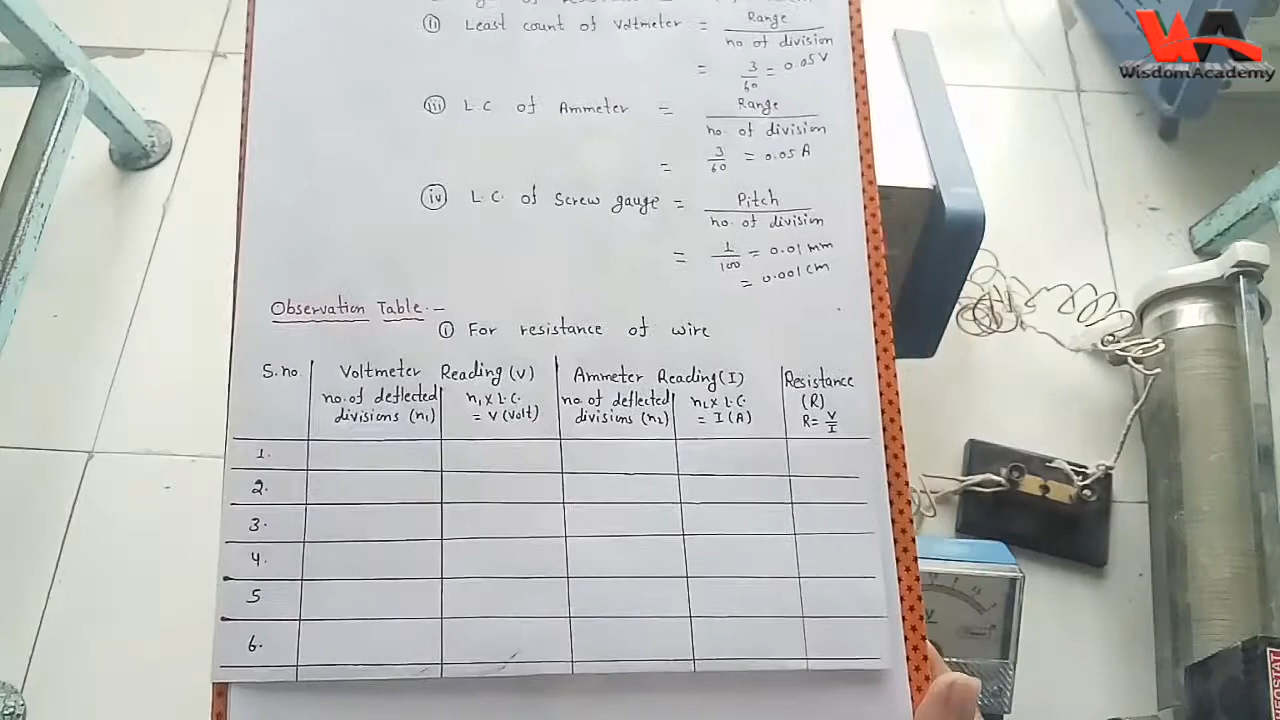 WA
WisdomAcademy
(ii) Least count of Voltmeter = Range
no of division
= 3/60 = 0.05 V
(iii) L.C of Ammeter = Range
no. of division
= 3/60 = 0.05 A
(iv) L.C. of Screw gauge = Pitch
no. of division
= 1/100 = 0.01 mm
= 0.001 cm
Observation Table :-
(i) For resistance of wire
S.no. Voltmeter Reading (V) Ammeter Reading (I) Resistance
no. of deflected n₁ x L.C. no. of deflected n₂ x L.C. (R)
divisions (n₁) = V (Volt) divisions (n₂) = I (A) R = V/I
1.
2.
3.
4.
5
6.
V